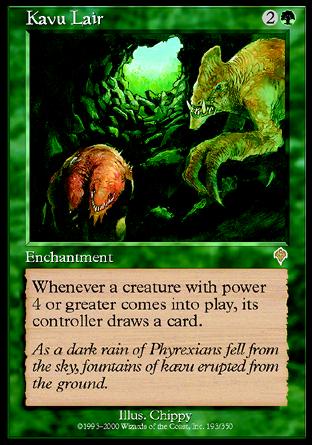 Kavu Lair 2
Enchantment
Whenever a creature with power
4 or greater comes into play, its
controller draws a card.
As a dark rain of Phyrexians fell from
the sky, fountains of kavu erupted from
the ground.
Illus. Chippy
©1993–2000 Wizards of the Coast, Inc. 193/350